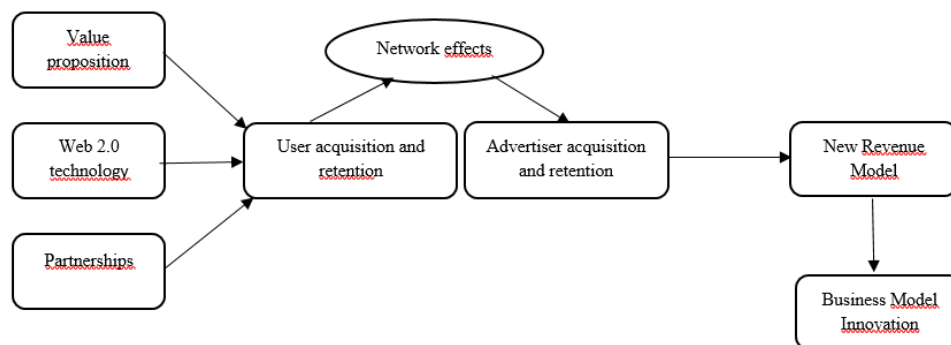 Value
proposition
Network effects
Web 2.0
technology
User acquisition and
retention
Advertiser acquisition
and retention
New Revenue
Model
Partnerships
Business Model
Innovation